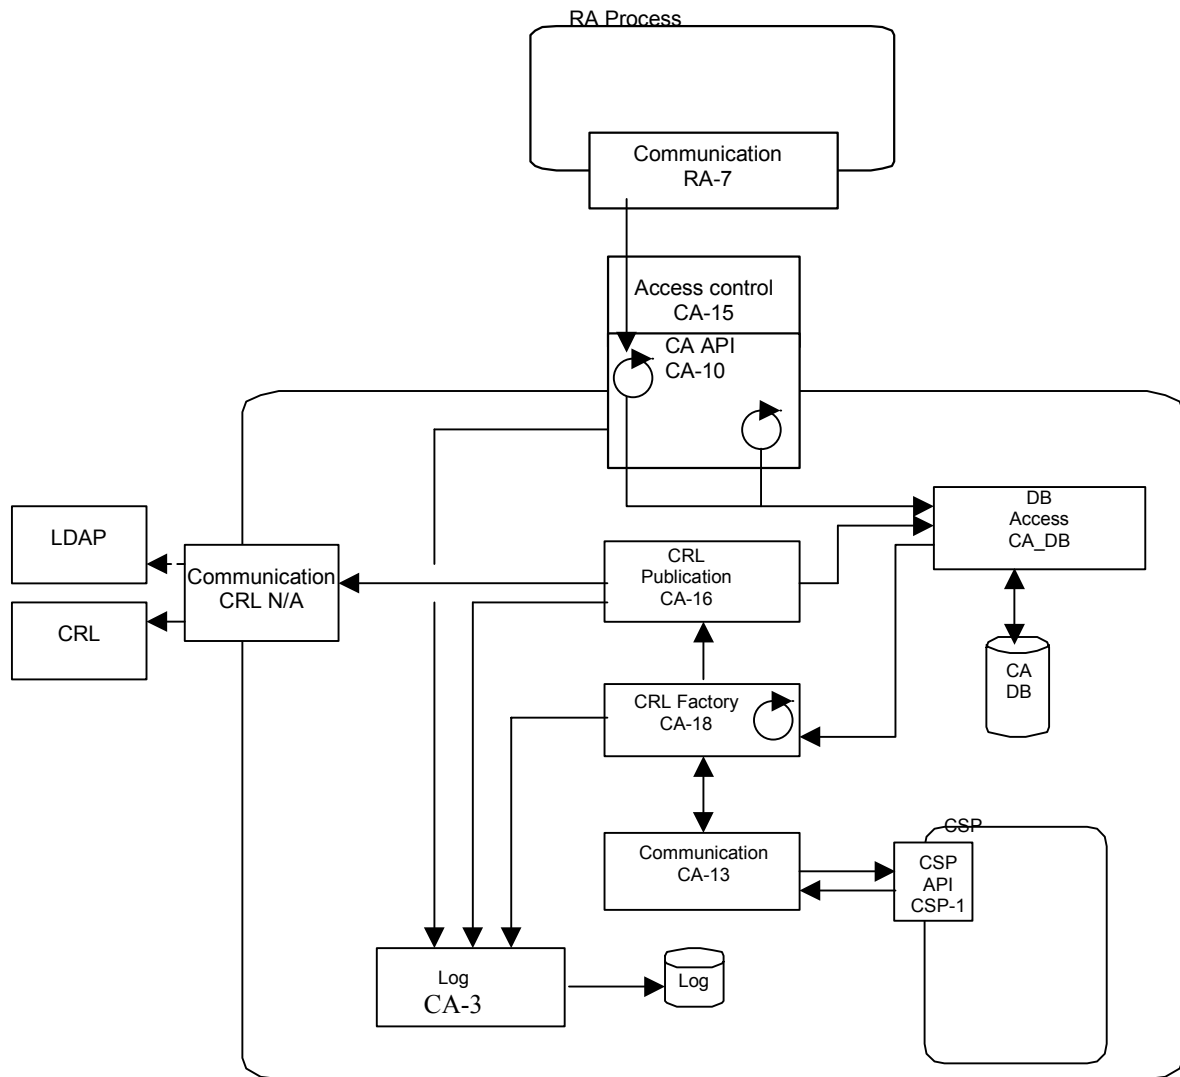 RA Process
Communication
RA-7
Access control
CA-15
CA API
CA-10
DB
Access
CA_DB
LDAP
Communication
CRL N/A
CRL
Publication
CA-16
CRL
CA
DB
CRL Factory
CA-18
CSP
Communication
CA-13
CSP
API
CSP-1
Log
CA-3
Log